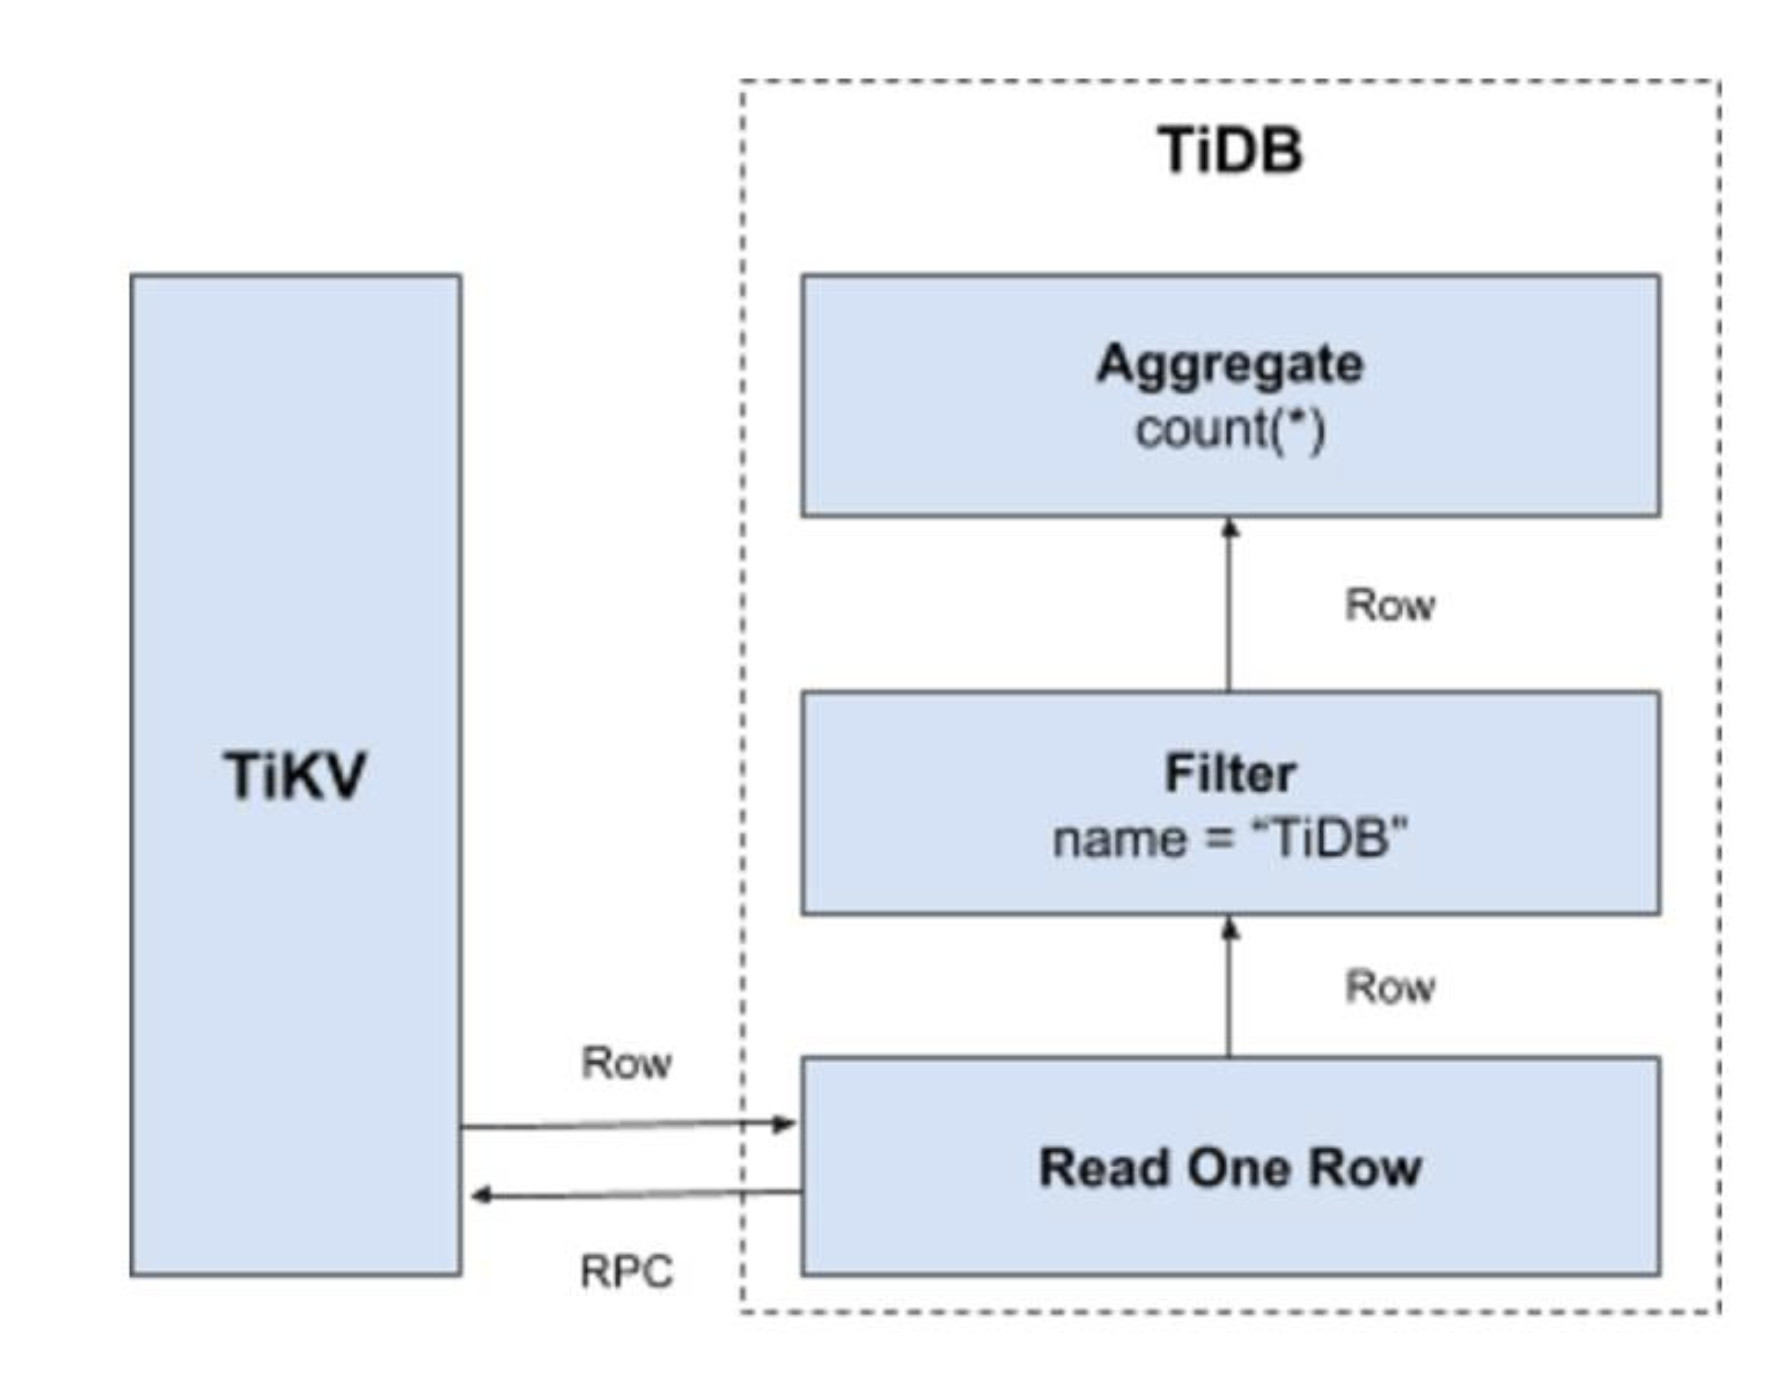 TiDB
Aggregate
count(*)
Row
TiKV
Filter
name = “TiDB"
Row
Row
Read One Row
RPC